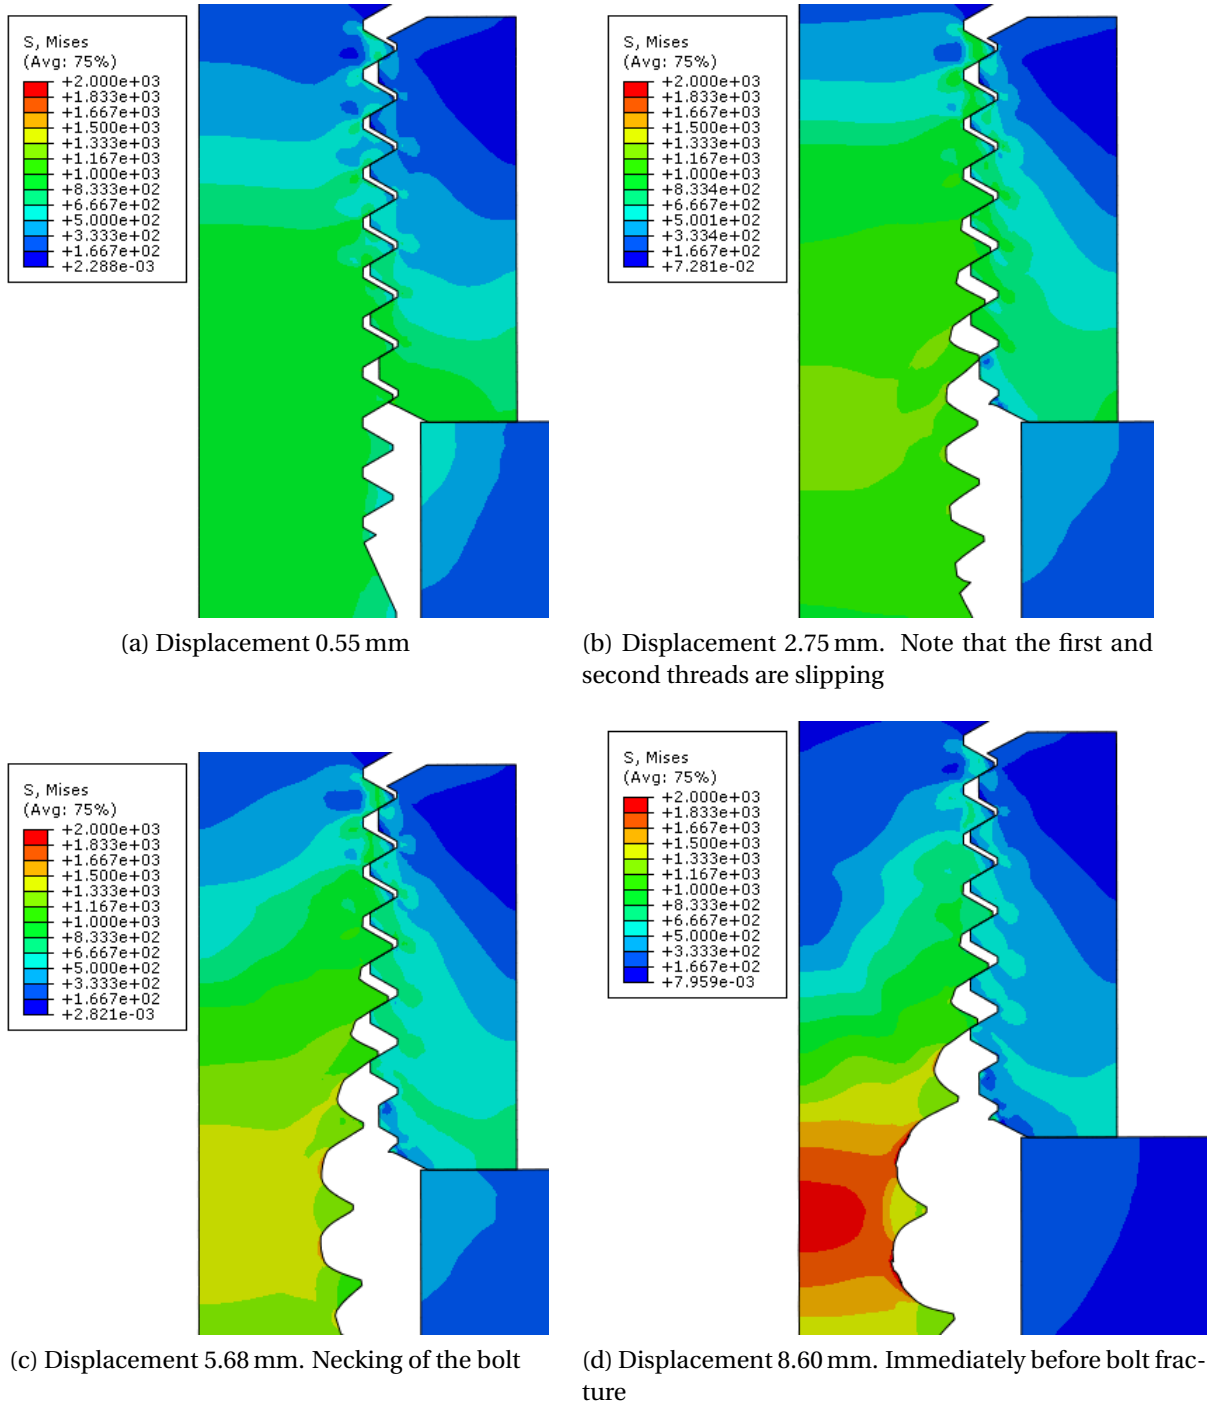 S, Mises
(Avg: 75%)
+2.000e+03
+1.833e+03
+1.667e+03
+1.500e+03
+1.333e+03
+1.167e+03
+1.000e+03
+8.333e+02
+6.667e+02
+5.000e+02
+3.333e+02
+1.667e+02
+2.288e-03
S, Mises
(Avg: 75%)
+2.000e+03
+1.833e+03
+1.667e+03
+1.500e+03
+1.333e+03
+1.167e+03
+1.000e+03
+8.334e+02
+6.667e+02
+5.001e+02
+3.334e+02
+1.667e+02
+7.281e-02
(a) Displacement 0.55 mm
(b) Displacement 2.75 mm. Note that the first and
second threads are slipping
S, Mises
(Avg: 75%)
+2.000e+03
+1.833e+03
+1.667e+03
+1.500e+03
+1.333e+03
+1.167e+03
+1.000e+03
+8.333e+02
+6.667e+02
+5.000e+02
+3.333e+02
+1.667e+02
+2.821e-03
S, Mises
(Avg: 75%)
+2.000e+03
+1.833e+03
+1.667e+03
+1.500e+03
+1.333e+03
+1.167e+03
+1.000e+03
+8.333e+02
+6.667e+02
+5.000e+02
+3.333e+02
+1.667e+02
+7.959e-03
(c) Displacement 5.68 mm. Necking of the bolt
(d) Displacement 8.60 mm. Immediately before bolt frac-
ture